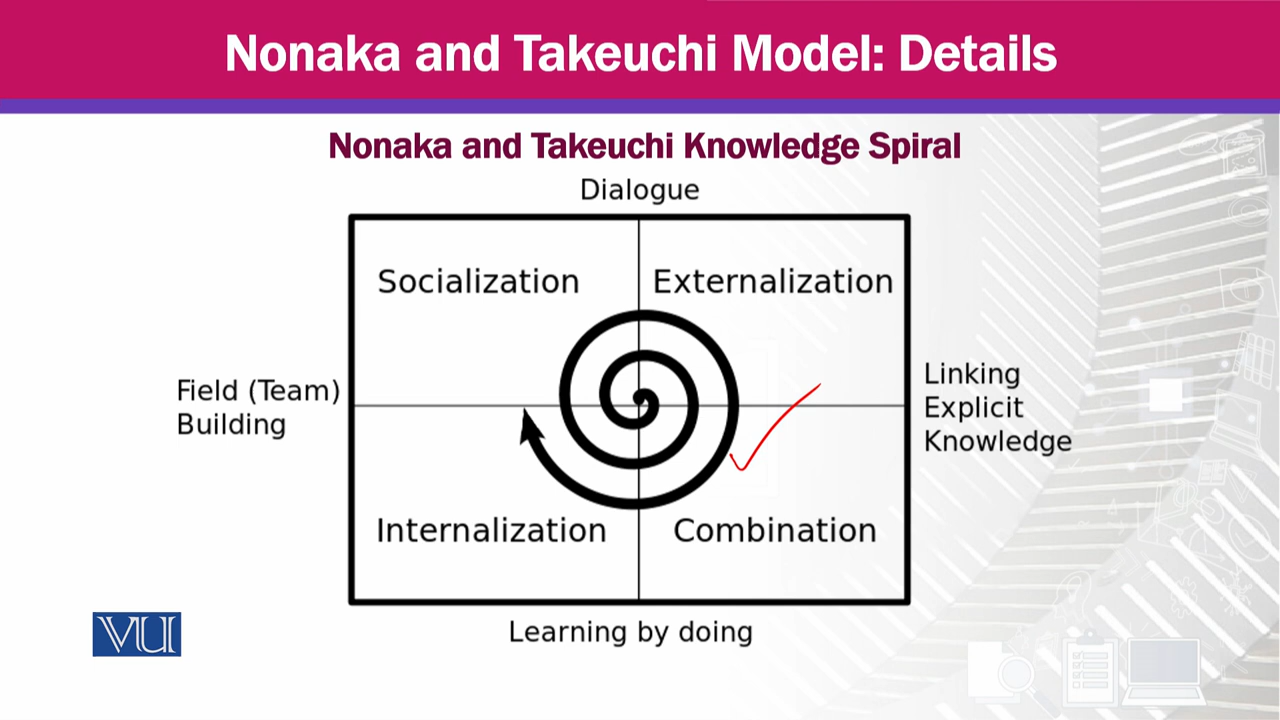 Nonaka and Takeuchi Model: Details
Nonaka and Takeuchi Knowledge Spiral
Dialogue
Socialization
Externalization
Field (Team)
Building
Linking
Explicit
Knowledge
Internalization
Combination
Learning by doing
VU